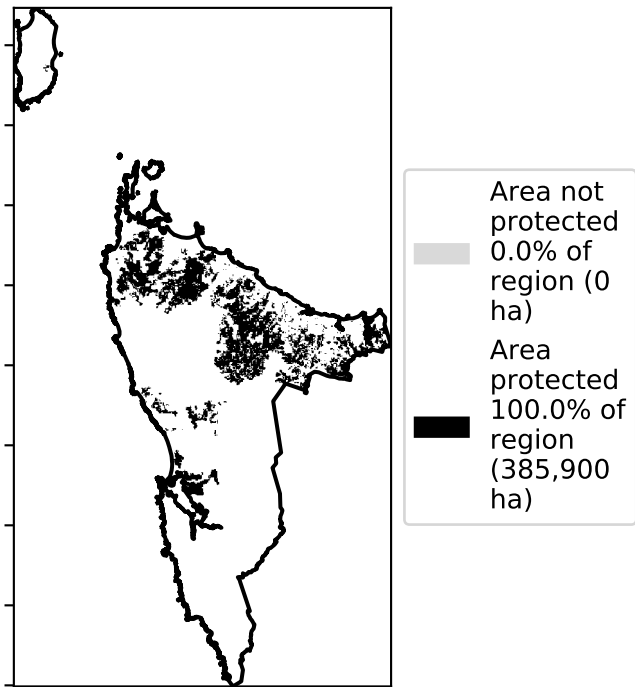 Area not
protected
0.0% of
region (0
ha)
Area
protected
100.0% of
region
(385,900
ha)